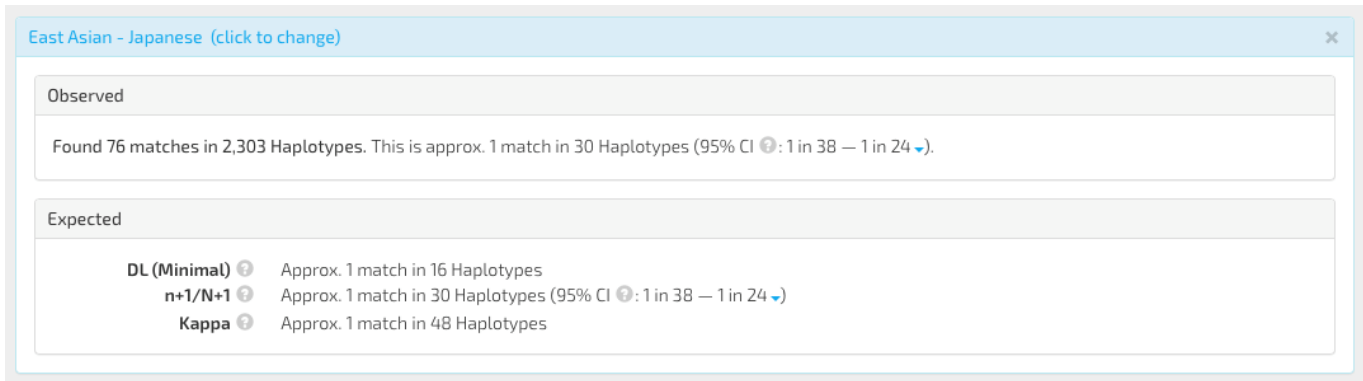 East Asian - Japanese (click to change) ×
Observed
Found 76 matches in 2,303 Haplotypes. This is approx. 1 match in 30 Haplotypes (95% CI ?: 1 in 38 — 1 in 24).
Expected
DL (Minimal) ? Approx. 1 match in 16 Haplotypes
n+1/N+1 ? Approx. 1 match in 30 Haplotypes (95% CI ?: 1 in 38 — 1 in 24)
Kappa ? Approx. 1 match in 48 Haplotypes